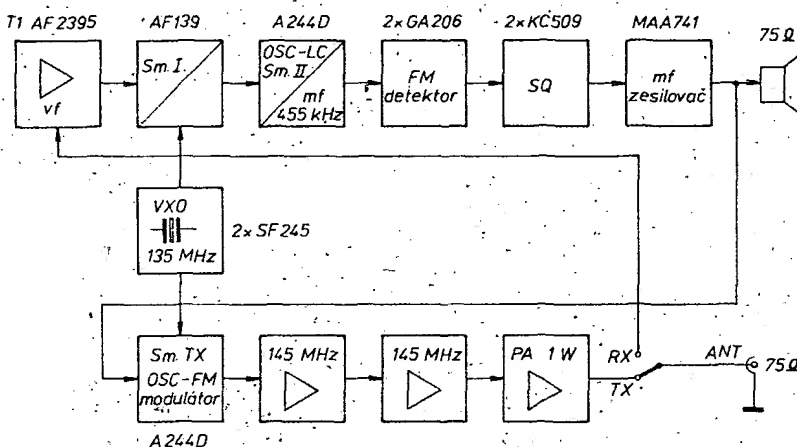 T1 AF2395
AF139
A244D
2×GA206
2×KC509
MAA741
75 Ω
vf
Sm. I.
OSC-LC
Sm. II
mf
455 kHz
FM
detektor
SQ
mf
zesilovač
VXO
135 MHz
2×SF245
Sm. TX
OSC-FM
modulátor
A244D
145 MHz
145 MHz
PA 1W
RX
TX
ANT
75Ω